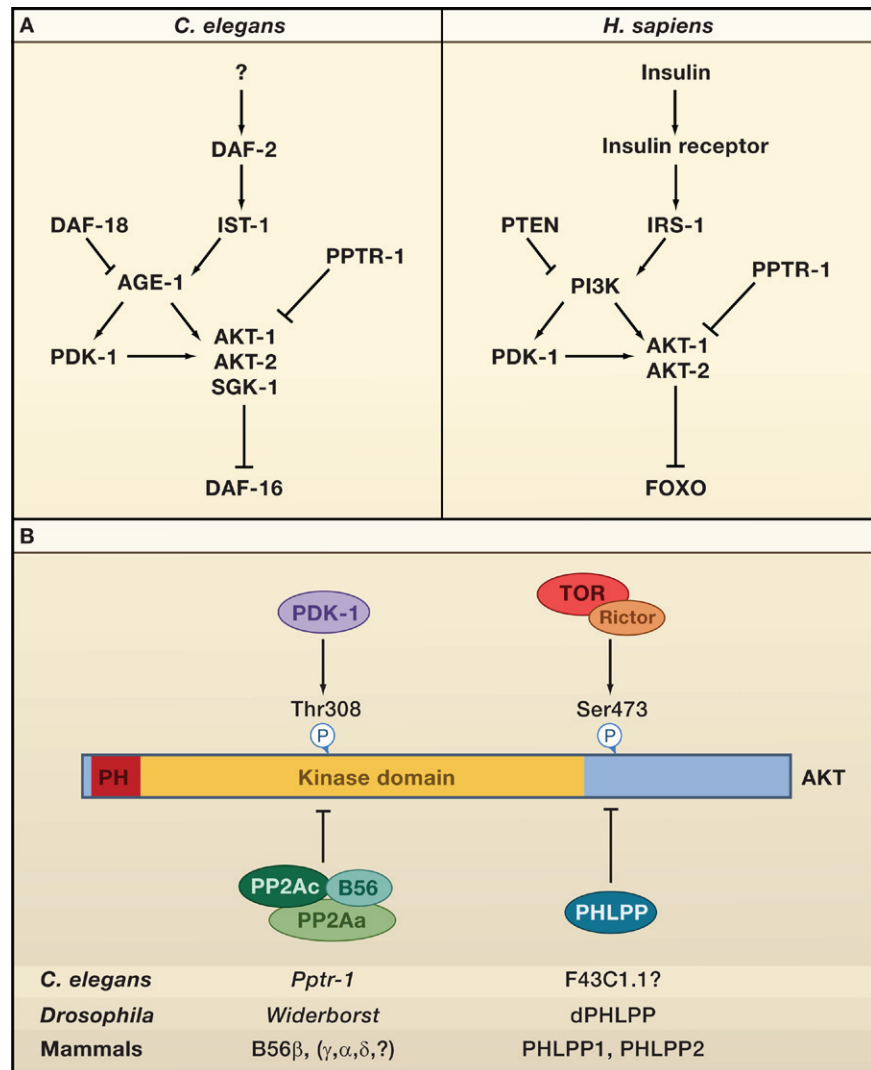 A
C. elegans
H. sapiens
?
DAF-2
DAF-18
IST-1
PPTR-1
AGE-1
PDK-1
AKT-1
AKT-2
SGK-1
DAF-16
Insulin
Insulin receptor
PTEN
IRS-1
PPTR-1
PI3K
PDK-1
AKT-1
AKT-2
FOXO
B
PDK-1
TOR
Rictor
Thr308
Ser473
P
P
PH
Kinase domain
AKT
PP2Ac
B56
PP2Aa
PHLPP
C. elegans Pptr-1 F43C1.1?
Drosophila Widerborst dPHLPP
Mammals B56β, (γ,α,δ,?) PHLPP1, PHLPP2